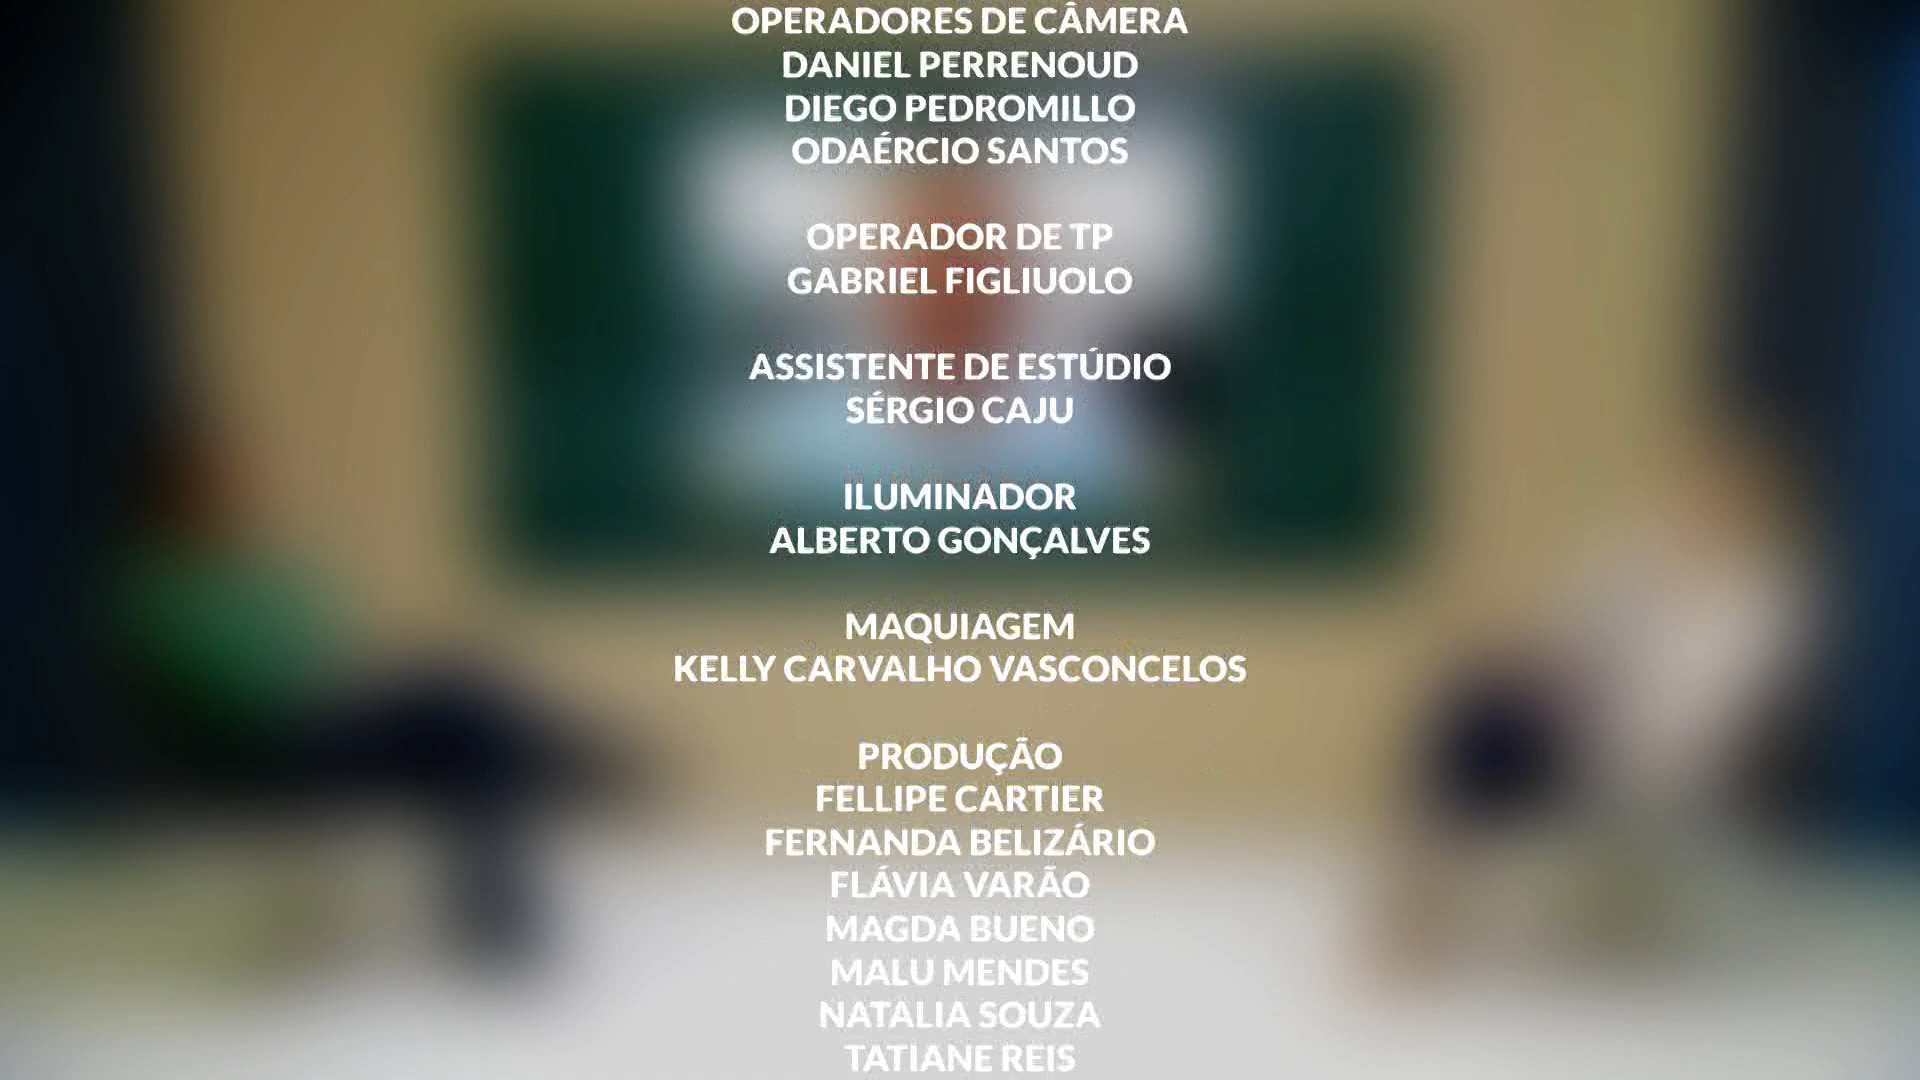 OPERADORES DE CÂMERA
DANIEL PERRENOUD
DIEGO PEDROMILLO
ODAÉRCIO SANTOS
OPERADOR DE TP
GABRIEL FIGLIUOLO
ASSISTENTE DE ESTÚDIO
SÉRGIO CAJU
ILUMINADOR
ALBERTO GONÇALVES
MAQUIAGEM
KELLY CARVALHO VASCONCELOS
PRODUÇÃO
FELLIPE CARTIER
FERNANDA BELIZÁRIO
FLÁVIA VARÃO
MAGDA BUENO
MALU MENDES
NATALIA SOUZA
TATIANE REIS